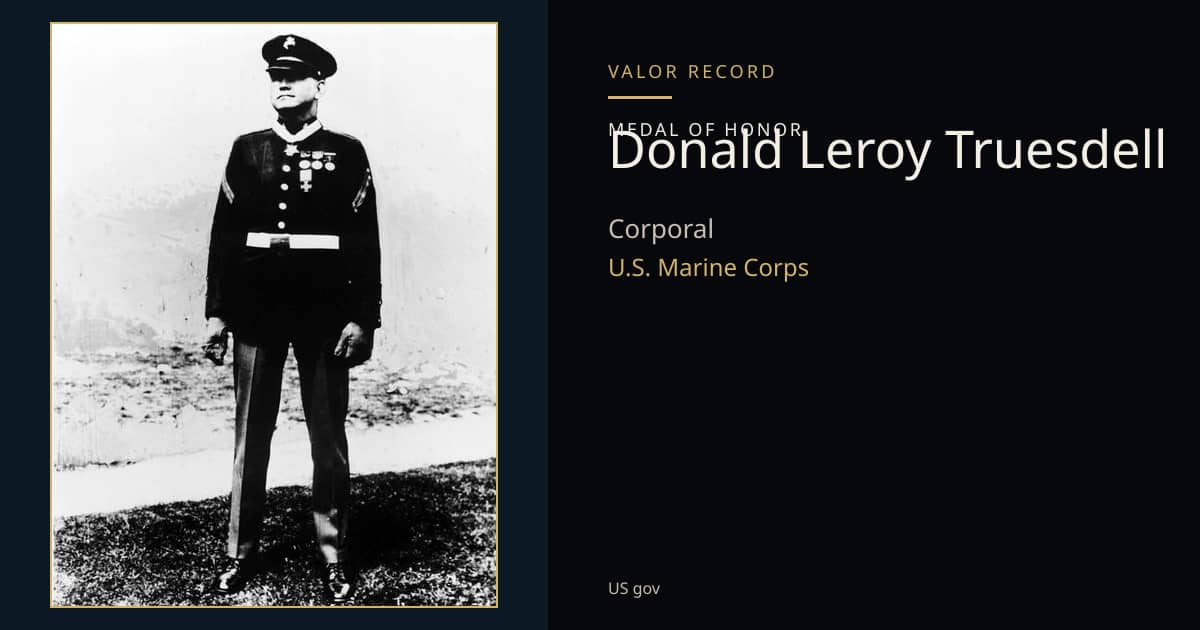 VALOR RECORD
MEDAL OF HONOR
Donald Leroy Truesdell
Corporal
U.S. Marine Corps
US gov